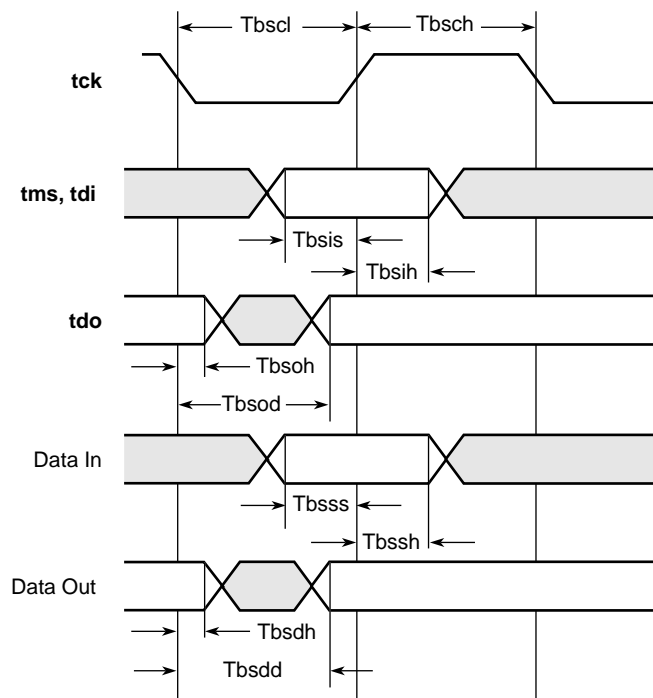 Tbscl
Tbsch
tck
tms, tdi
Tbsis
Tbsih
tdo
Tbsoh
Tbsod
Data In
Tbsss
Tbssh
Data Out
Tbsdh
Tbsdd